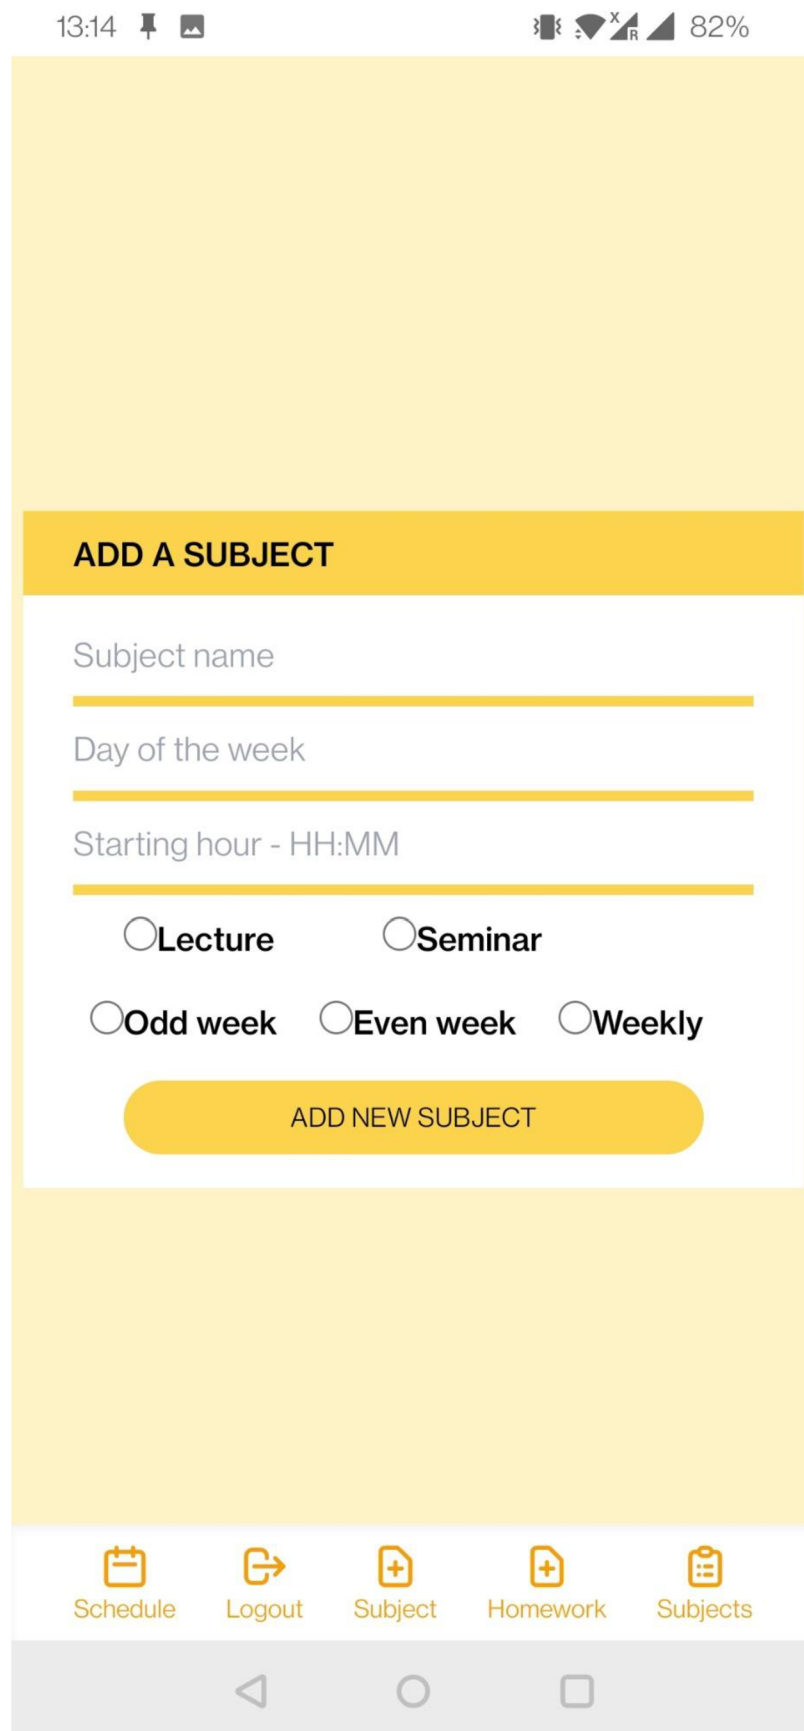 13:14 X R 82%
ADD A SUBJECT
Subject name
Day of the week
Starting hour - HH:MM
Lecture Seminar
Odd week Even week Weekly
ADD NEW SUBJECT
Schedule Logout Subject Homework Subjects